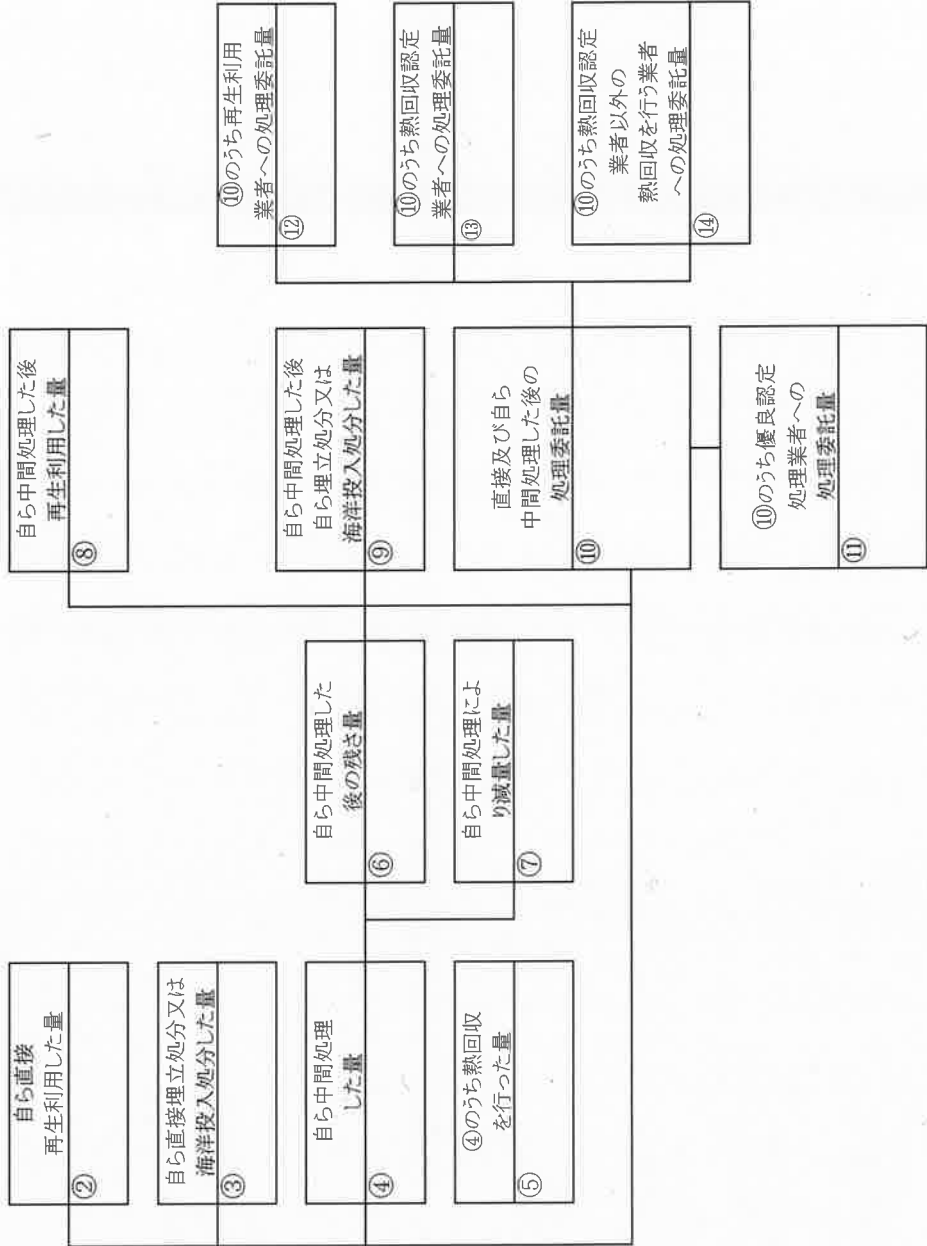 自ら直接
再生利用した量
②
自ら直接埋立処分又は
海洋投入処分した量
③
自ら中間処理
した量
④
④のうち熱回収
を行った量
⑤
自ら中間処理した
後の残さ量
⑥
自ら中間処理によ
り減量した量
⑦
自ら中間処理した後
再生利用した量
⑧
自ら中間処理した後
自ら埋立処分又は
海洋投入処分した量
⑨
直接及び自ら
中間処理した後の
処理委託量
⑩
⑩のうち優良認定
処理業者への
処理委託量
⑪
⑩のうち再生利用
業者への処理委託量
⑫
⑩のうち熱回収認定
業者への処理委託量
⑬
⑩のうち熱回収認定
業者以外の
熱回収を行う業者
への処理委託量
⑭